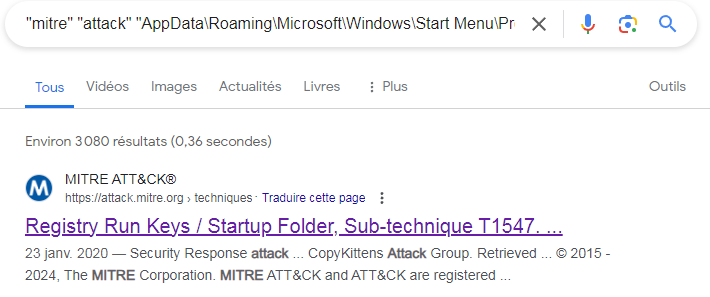 "mitre" "attack" "AppData\Roaming\Microsoft\Windows\Start Menu\Pr
Tous Vidéos Images Actualités Livres Plus Outils
Environ 3 080 résultats (0,36 secondes)
M MITRE ATT&CK®
https://attack.mitre.org › techniques · Traduire cette page
Registry Run Keys / Startup Folder, Sub-technique T1547. ...
23 janv. 2020 — Security Response attack ... CopyKittens Attack Group. Retrieved ... © 2015 -
2024, The MITRE Corporation. MITRE ATT&CK and ATT&CK are registered ...